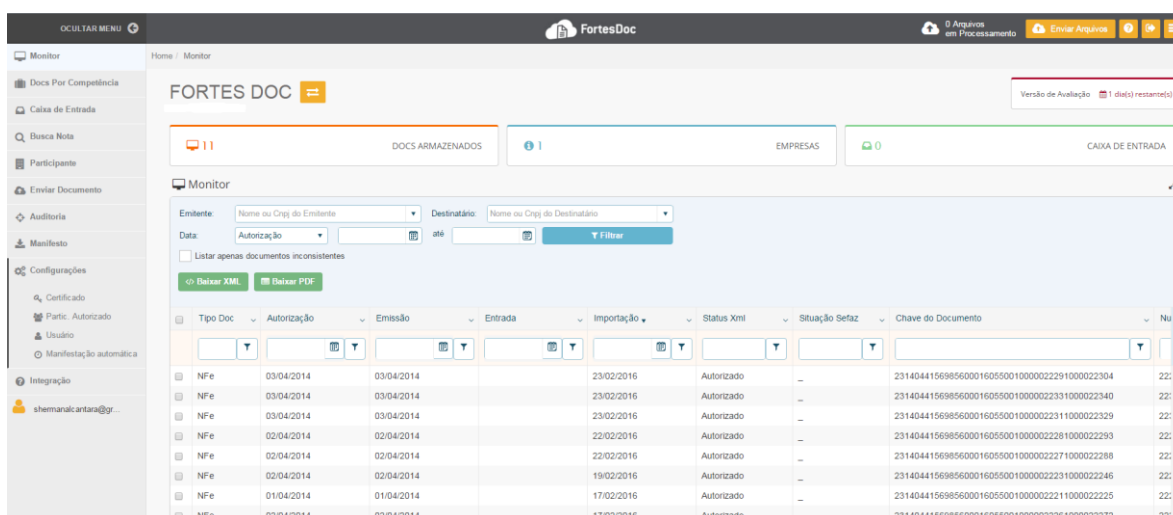 OCULTAR MENU
FortesDoc
0 Arquivos
em Processamento
Enviar Arquivos
Monitor
Home / Monitor
Docs Por Competência
Caixa de Entrada
Busca Nota
Participante
Enviar Documento
Auditoria
Manifesto
Configurações
Certificado
Partic. Autorizado
Usuário
Manifestação automática
Integração
shermanalcantara@gr...
FORTES DOC
Versão de Avaliação 1 dia(s) restante(s)
11 DOCS ARMAZENADOS
1 EMPRESAS
0 CAIXA DE ENTRADA
Monitor
Emitente: Nome ou Cnpj do Emitente Destinatário: Nome ou Cnpj do Destinatário
Data: Autorização até Filtrar
Listar apenas documentos inconsistentes
Baixar XML Baixar PDF
Tipo Doc Autorização Emissão Entrada Importação Status Xml Situação Sefaz Chave do Documento Nu
NFe 03/04/2014 03/04/2014 23/02/2016 Autorizado _ 23140441569856000160550010000022291000022304
NFe 03/04/2014 03/04/2014 23/02/2016 Autorizado _ 23140441569856000160550010000022331000022340
NFe 03/04/2014 03/04/2014 23/02/2016 Autorizado _ 23140441569856000160550010000022311000022329
NFe 02/04/2014 02/04/2014 22/02/2016 Autorizado _ 23140441569856000160550010000022281000022293
NFe 02/04/2014 02/04/2014 22/02/2016 Autorizado _ 23140441569856000160550010000022271000022288
NFe 02/04/2014 02/04/2014 19/02/2016 Autorizado _ 23140441569856000160550010000022231000022246
NFe 01/04/2014 01/04/2014 17/02/2016 Autorizado _ 23140441569856000160550010000022211000022225